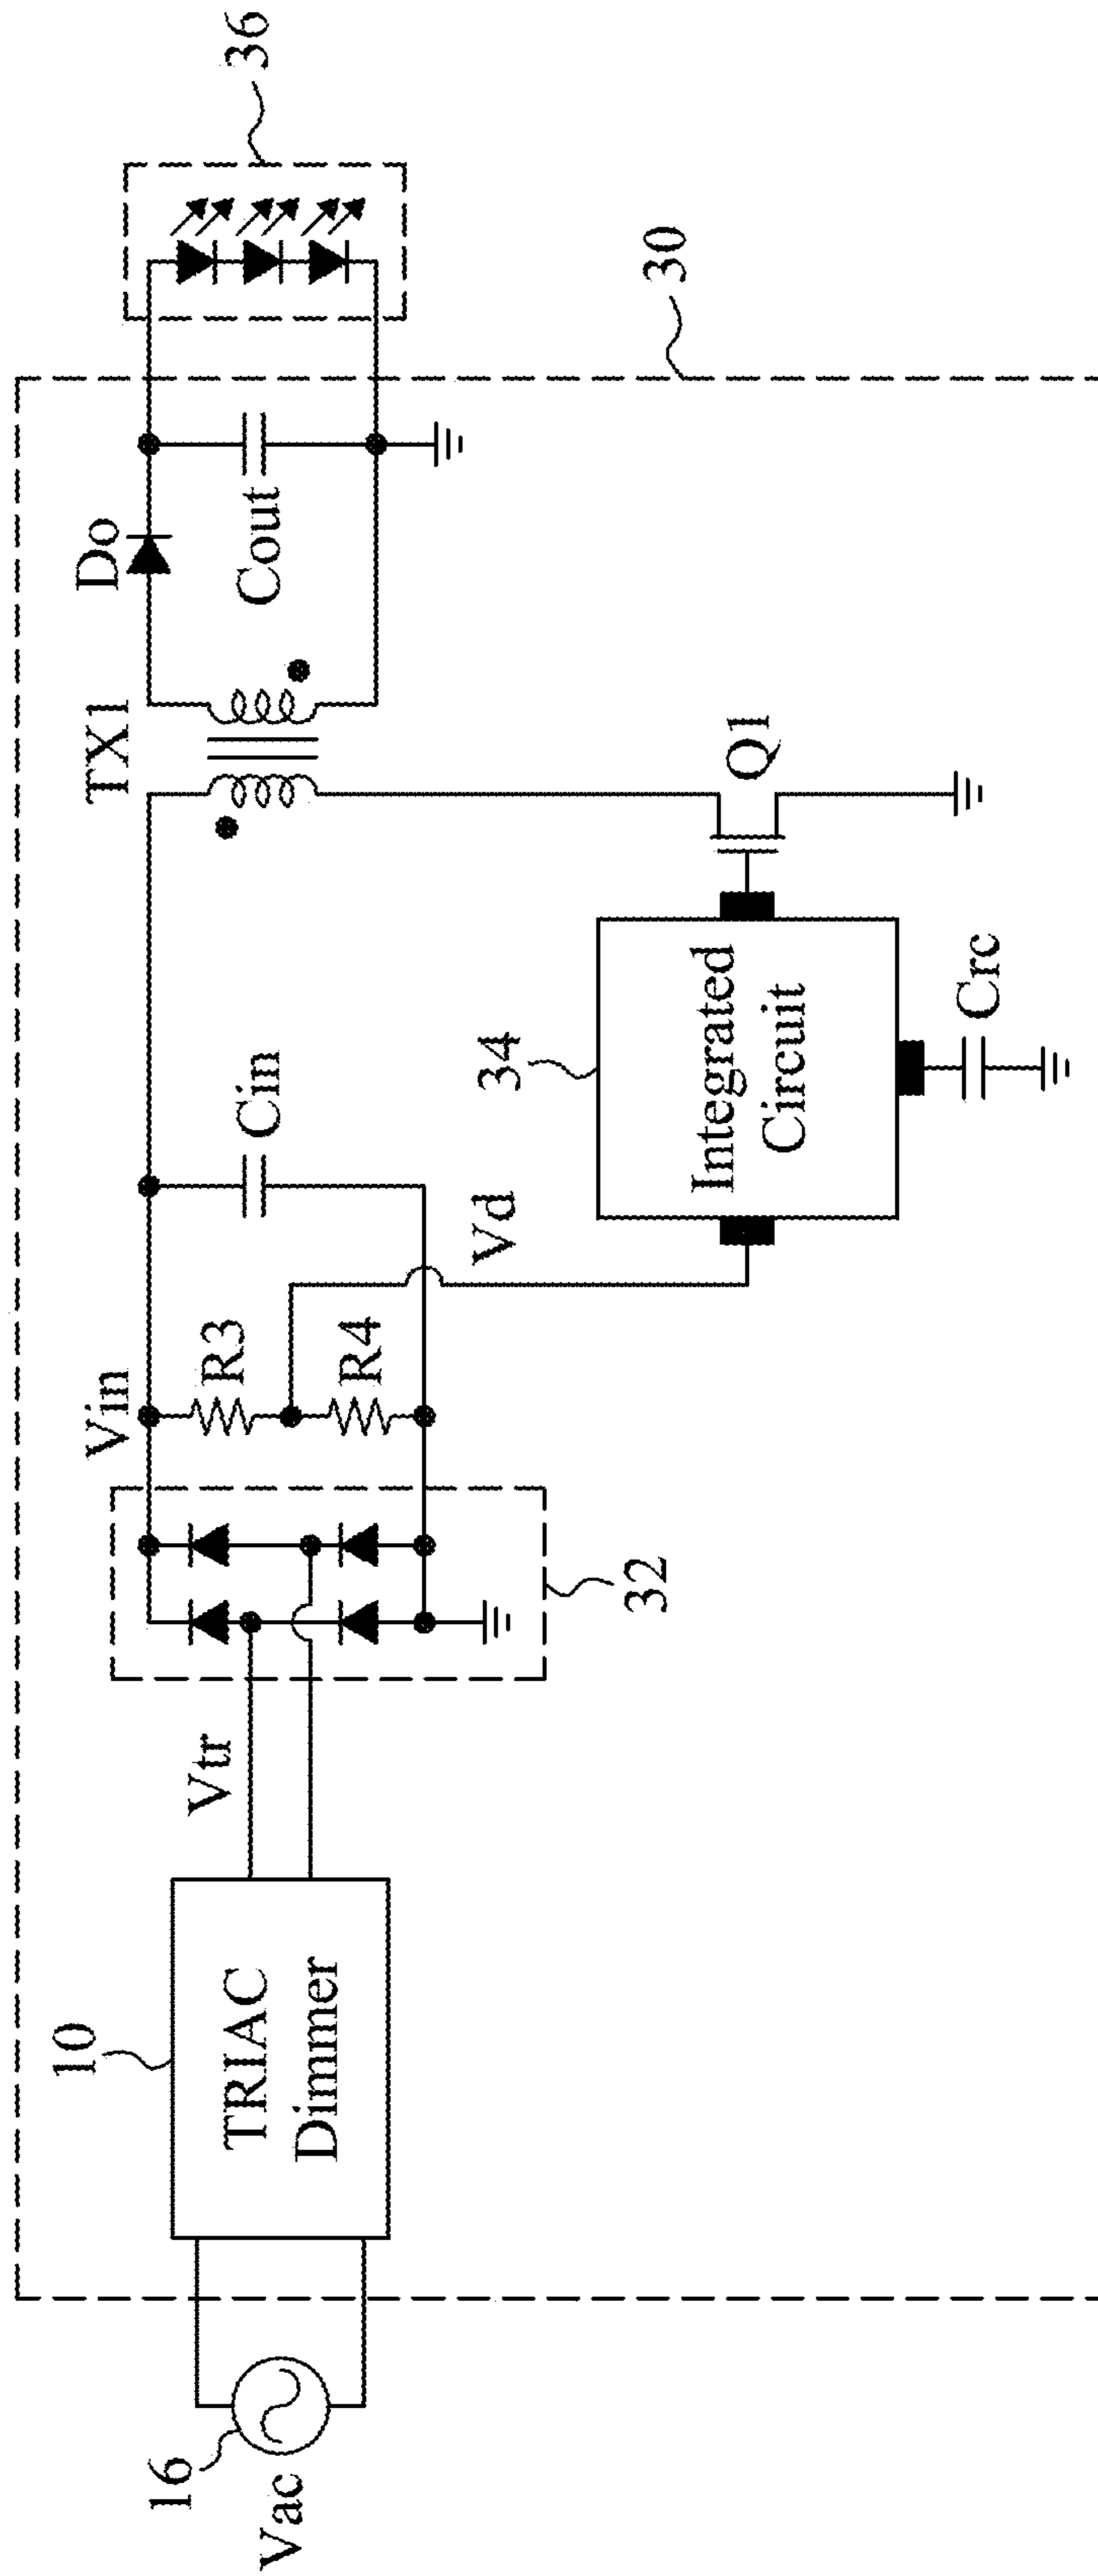 16
Vac
10
TRIAC
Dimmer
Vtr
32
Vin
R3
R4
Vd
Cin
34
Integrated
Circuit
Crc
Q1
TX1
Do
Cout
30
36